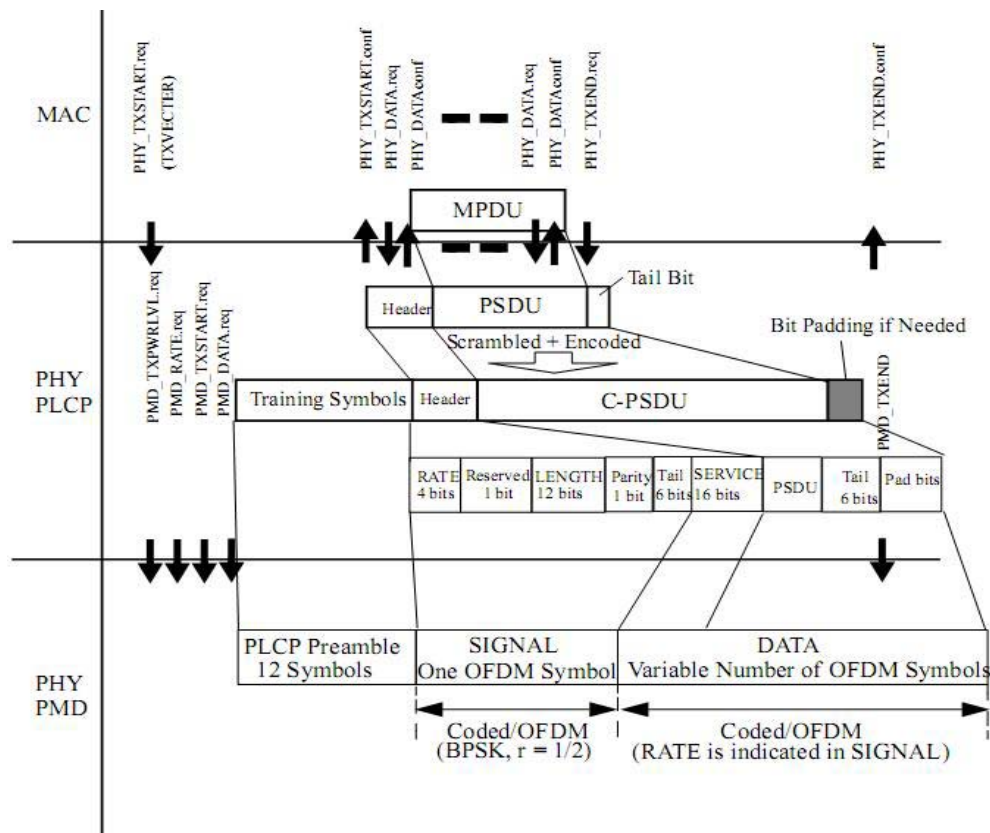 MAC
PHY_TXSTART.req
(TXVECTER)
PHY_TXSTART.conf
PHY_DATA.req
PHY_DATA.conf
PHY_DATA.req
PHY_DATA.conf
PHY_TXEND.req
PHY_TXEND.conf
MPDU
PHY
PLCP
PMD_TXPWRLVL.req
PMD_RATE.req
PMD_TXSTART.req
PMD_DATA.req
Header
PSDU
Tail Bit
Scrambled + Encoded
Bit Padding if Needed
Training Symbols
Header
C-PSDU
PMD_TXEND
RATE
4 bits
Reserved
1 bit
LENGTH
12 bits
Parity
1 bit
Tail
6 bits
SERVICE
16 bits
PSDU
Tail
6 bits
Pad bits
PHY
PMD
PLCP Preamble
12 Symbols
SIGNAL
One OFDM Symbol
DATA
Variable Number of OFDM Symbols
Coded/OFDM
(BPSK, r = 1/2)
Coded/OFDM
(RATE is indicated in SIGNAL)